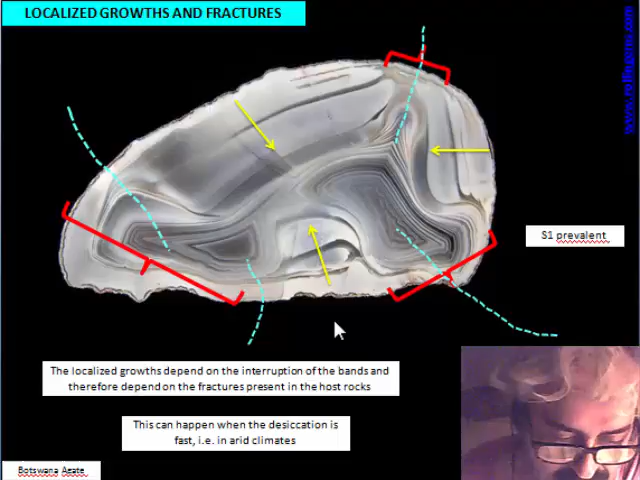 LOCALIZED GROWTHS AND FRACTURES
S1 prevalent
The localized growths depend on the interruption of the bands and
therefore depend on the fractures present in the host rocks
This can happen when the desiccation is
fast, i.e. in arid climates
Botswana Agate